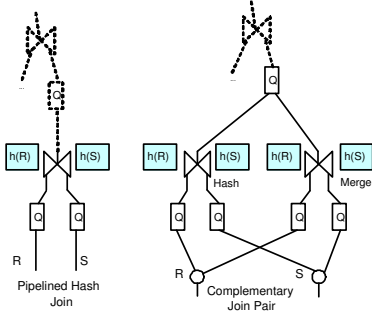 ...
Q
h(R)
h(S)
Q
Q
R
S
Pipelined Hash
Join
...
Q
h(R)
h(S)
h(R)
h(S)
Hash
Merge
Q
Q
Q
Q
R
S
Complementary
Join Pair